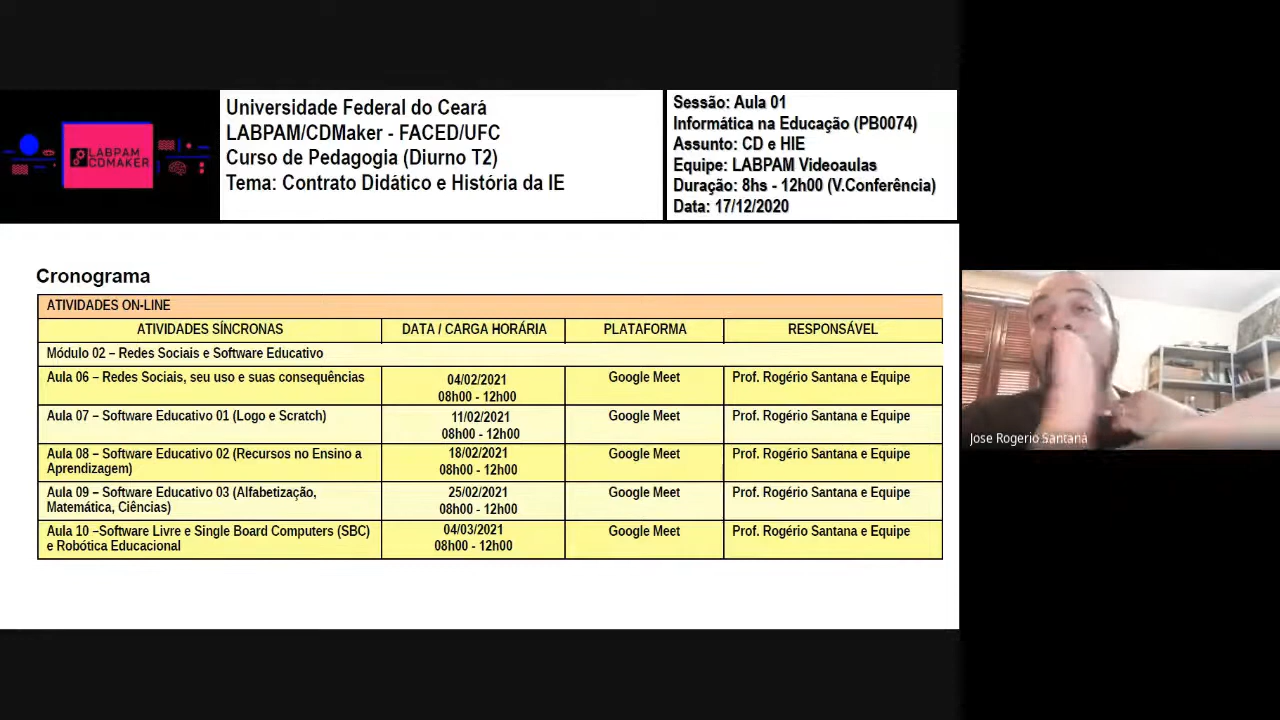 LABPAM
CDMAKER
Universidade Federal do Ceará
LABPAM/CDMaker - FACED/UFC
Curso de Pedagogia (Diurno T2)
Tema: Contrato Didático e História da IE
Sessão: Aula 01
Informática na Educação (PB0074)
Assunto: CD e HIE
Equipe: LABPAM Videoaulas
Duração: 8hs - 12h00 (V.Conferência)
Data: 17/12/2020
Cronograma
ATIVIDADES ON-LINE
ATIVIDADES SÍNCRONAS DATA / CARGA HORÁRIA PLATAFORMA RESPONSÁVEL
Módulo 02 – Redes Sociais e Software Educativo
Aula 06 – Redes Sociais, seu uso e suas consequências 04/02/2021 Google Meet Prof. Rogério Santana e Equipe
08h00 - 12h00
Aula 07 – Software Educativo 01 (Logo e Scratch) 11/02/2021 Google Meet Prof. Rogério Santana e Equipe
08h00 - 12h00
Aula 08 – Software Educativo 02 (Recursos no Ensino a 18/02/2021 Google Meet Prof. Rogério Santana e Equipe
Aprendizagem) 08h00 - 12h00
Aula 09 – Software Educativo 03 (Alfabetização, 25/02/2021 Google Meet Prof. Rogério Santana e Equipe
Matemática, Ciências) 08h00 - 12h00
Aula 10 –Software Livre e Single Board Computers (SBC) 04/03/2021 Google Meet Prof. Rogério Santana e Equipe
e Robótica Educacional 08h00 - 12h00
Jose Rogerio Santana